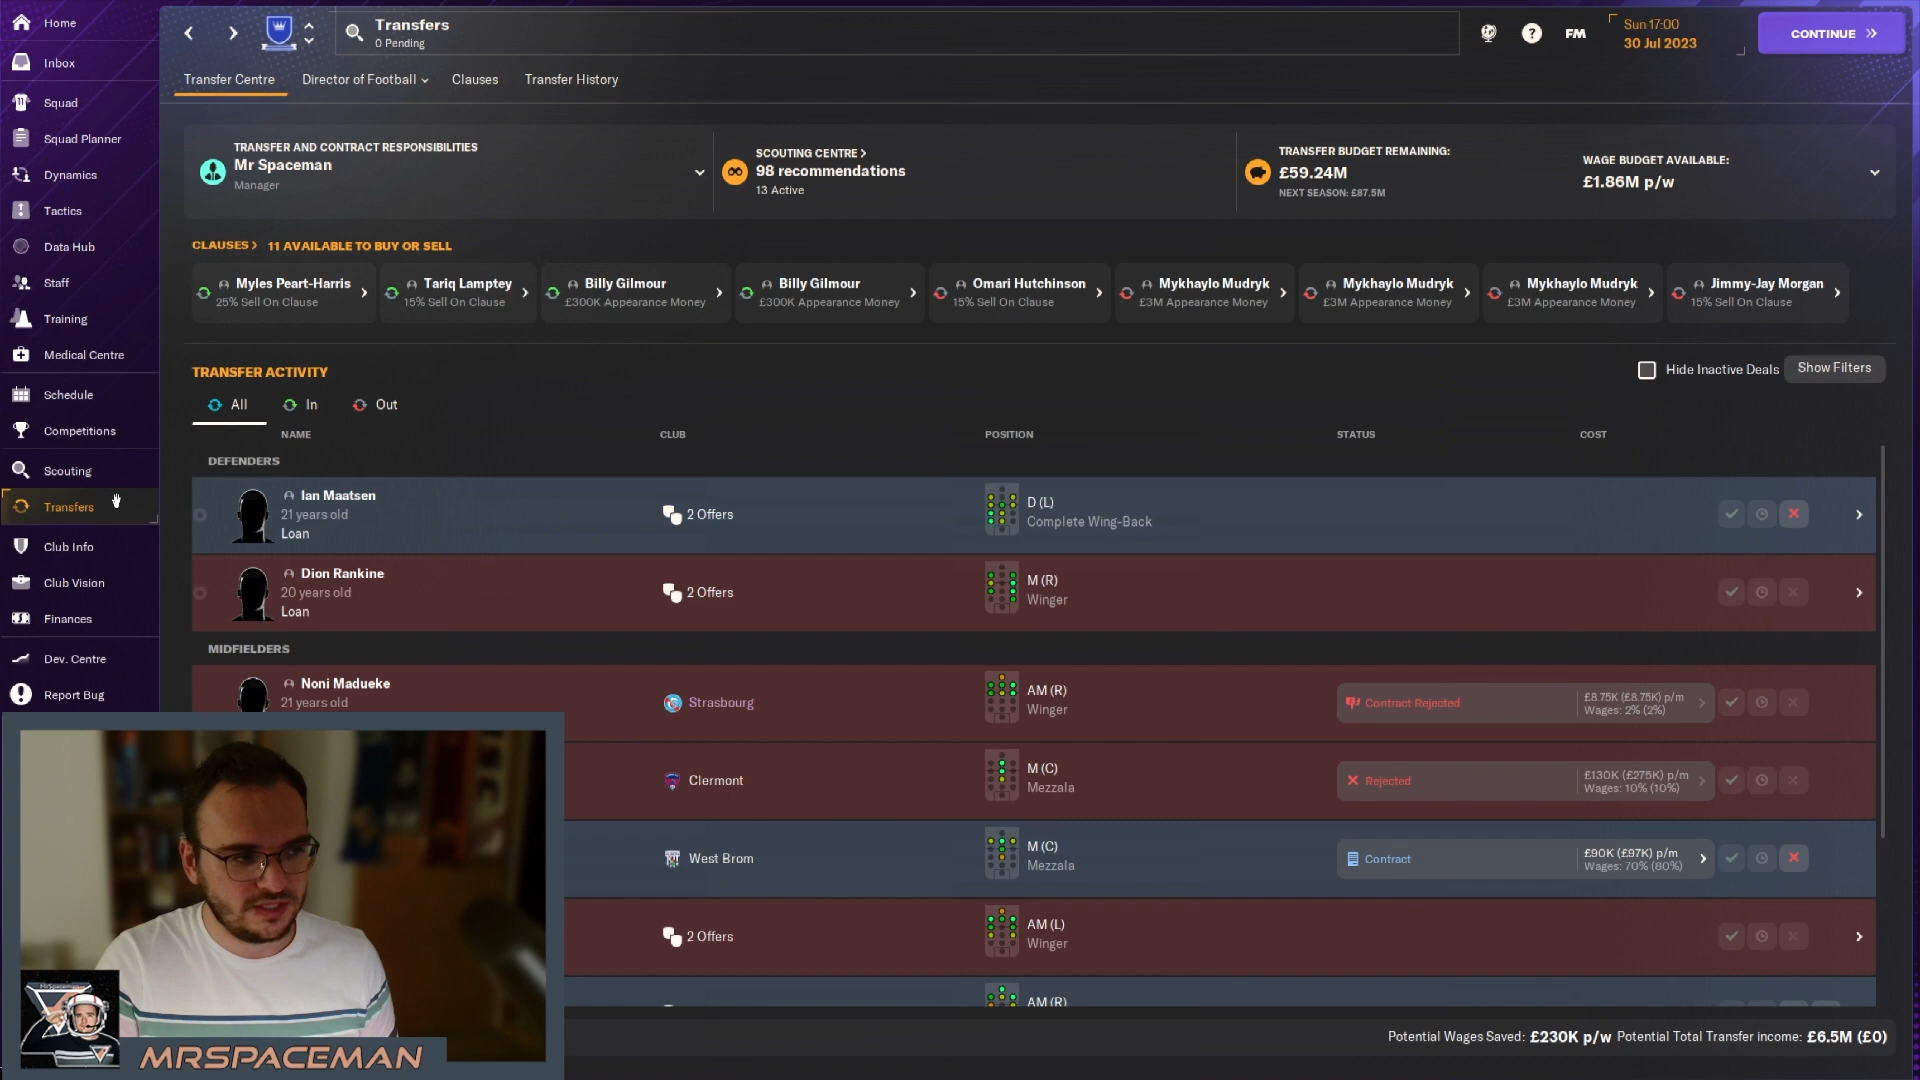 Home
Inbox
Squad
Squad Planner
Dynamics
Tactics
Data Hub
Staff
Training
Medical Centre
Schedule
Competitions
Scouting
Transfers
Club Info
Club Vision
Finances
Dev. Centre
Report Bug
Transfers
0 Pending
FM
Sun 17:00
30 Jul 2023
CONTINUE
Transfer Centre
Director of Football
Clauses
Transfer History
TRANSFER AND CONTRACT RESPONSIBILITIES
Mr Spaceman
Manager
SCOUTING CENTRE >
98 recommendations
13 Active
TRANSFER BUDGET REMAINING:
£59.24M
NEXT SEASON: £87.5M
WAGE BUDGET AVAILABLE:
£1.86M p/w
CLAUSES > 11 AVAILABLE TO BUY OR SELL
Myles Peart-Harris
25% Sell On Clause
Tariq Lamptey
15% Sell On Clause
Billy Gilmour
£300K Appearance Money
Billy Gilmour
£300K Appearance Money
Omari Hutchinson
15% Sell On Clause
Mykhaylo Mudryk
£3M Appearance Money
Mykhaylo Mudryk
£3M Appearance Money
Mykhaylo Mudryk
£3M Appearance Money
Jimmy-Jay Morgan
15% Sell On Clause
TRANSFER ACTIVITY
Hide Inactive Deals
Show Filters
All
In
Out
NAME CLUB POSITION STATUS COST
DEFENDERS
Ian Maatsen
21 years old
Loan
2 Offers
D (L)
Complete Wing-Back
Dion Rankine
20 years old
Loan
2 Offers
M (R)
Winger
MIDFIELDERS
Noni Madueke
21 years old
Strasbourg
AM (R)
Winger
Contract Rejected
£8.75K (£8.75K) p/m
Wages: 2% (2%)
Clermont
M (C)
Mezzala
Rejected
£130K (£275K) p/m
Wages: 10% (10%)
West Brom
M (C)
Mezzala
Contract
£90K (£97K) p/m
Wages: 70% (80%)
2 Offers
AM (L)
Winger
AM (R)
Potential Wages Saved: £230K p/w Potential Total Transfer income: £6.5M (£0)
MrSpaceman
MRSPACEMAN